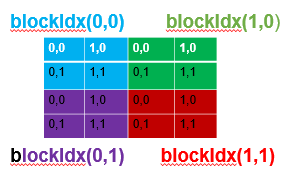 blockIdx(0,0) blockIdx(1,0)
0,0 1,0 0,0 1,0
0,1 1,1 0,1 1,1
0,0 1,0 0,0 1,0
0,1 1,1 0,1 1,1
blockIdx(0,1) blockIdx(1,1)